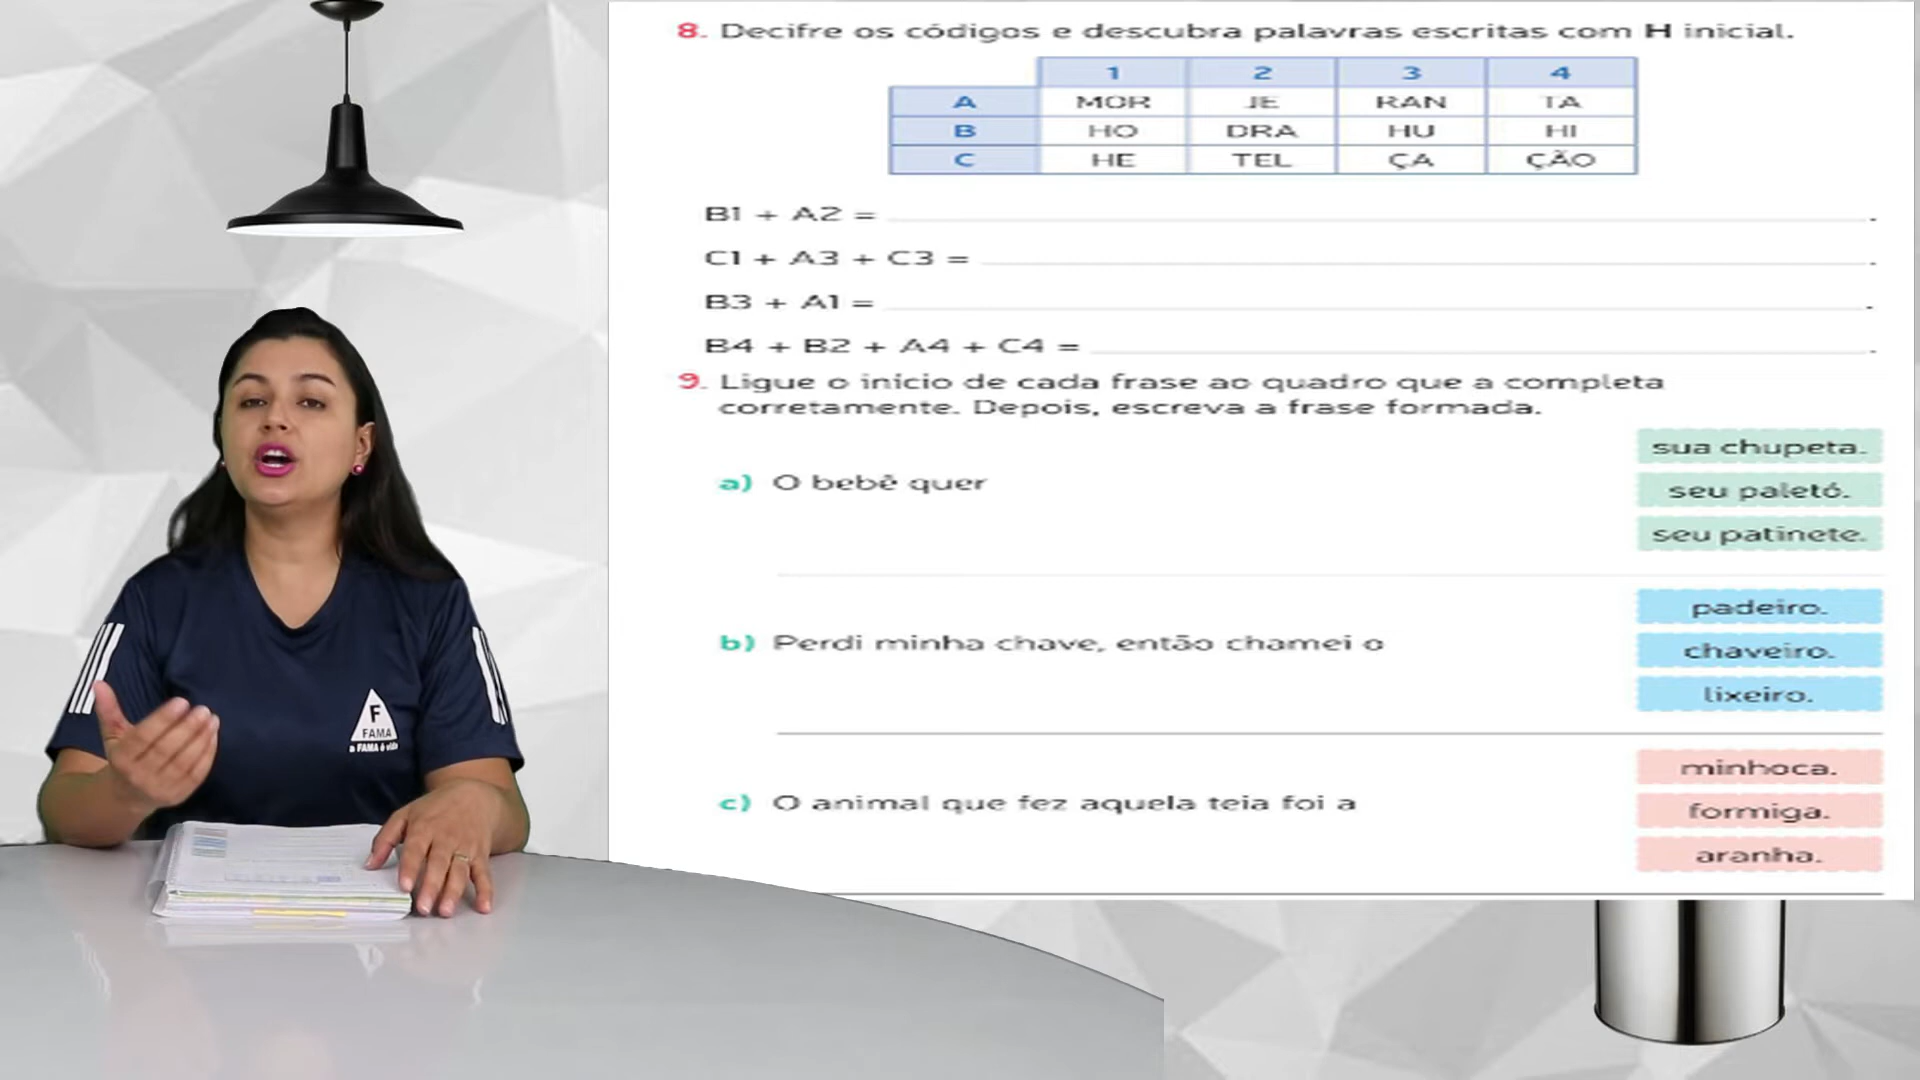 8. Decifre os códigos e descubra palavras escritas com H inicial.
1 2 3 4
A MOR JE RAN TA
B HO DRA HU HI
C HE TEL ÇA ÇÃO
B1 + A2 = .
C1 + A3 + C3 = .
B3 + A1 = .
B4 + B2 + A4 + C4 = .
9. Ligue o início de cada frase ao quadro que a completa
corretamente. Depois, escreva a frase formada.
a) O bebê quer
sua chupeta.
seu paletó.
seu patinete.
b) Perdi minha chave, então chamei o
padeiro.
chaveiro.
lixeiro.
c) O animal que fez aquela teia foi a
minhoca.
formiga.
aranha.
F
FAMA
a FAMA é vida